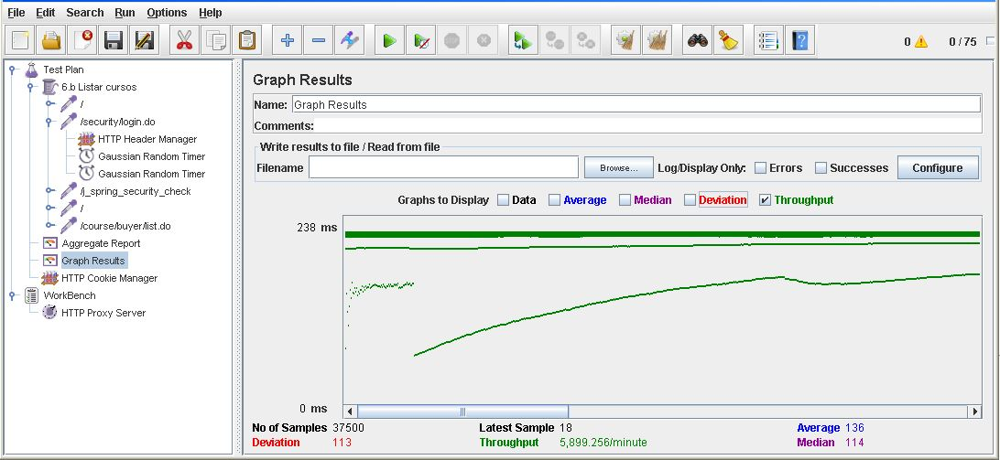 File Edit Search Run Options Help
0 0 / 75
Test Plan
6.b Listar cursos
/
/security/login.do
HTTP Header Manager
Gaussian Random Timer
Gaussian Random Timer
/j_spring_security_check
/
/course/buyer/list.do
Aggregate Report
Graph Results
HTTP Cookie Manager
WorkBench
HTTP Proxy Server
Graph Results
Name: Graph Results
Comments:
Write results to file / Read from file
Filename Browse... Log/Display Only: Errors Successes Configure
Graphs to Display Data Average Median Deviation Throughput
238 ms
0 ms
No of Samples 37500 Latest Sample 18 Average 136
Deviation 113 Throughput 5,899.256/minute Median 114